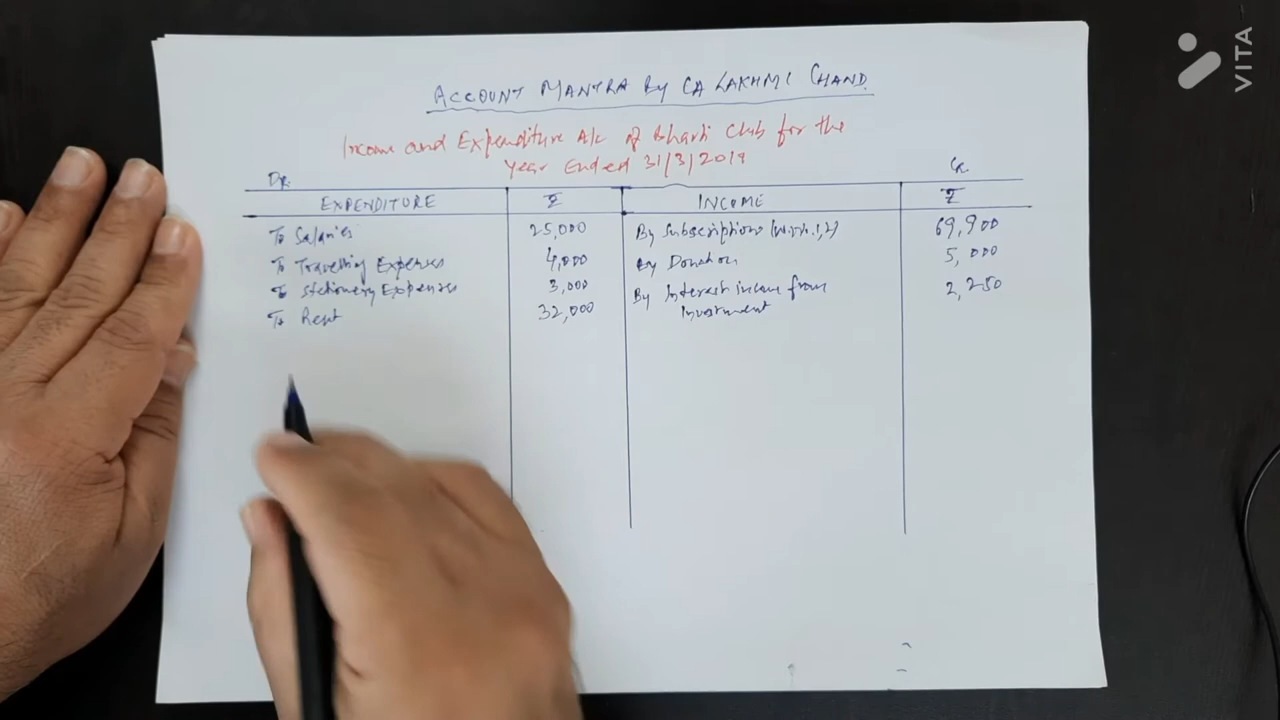 ACCOUNT MANTRA By CA LAKHMI CHAND.
Income and Expenditure A/c of Bharti Club for the
Year Ended 31/3/2019
Dr. Cr.
EXPENDITURE ₹ INCOME ₹
To Salaries 25,000 By Subscriptions (W.N.1,2) 69,900
To Travelling Expenses 4,000 By Donation 5,000
To Stationery Expenses 3,000 By Interest income from 2,250
To Rent 32,000 Investment
VITA